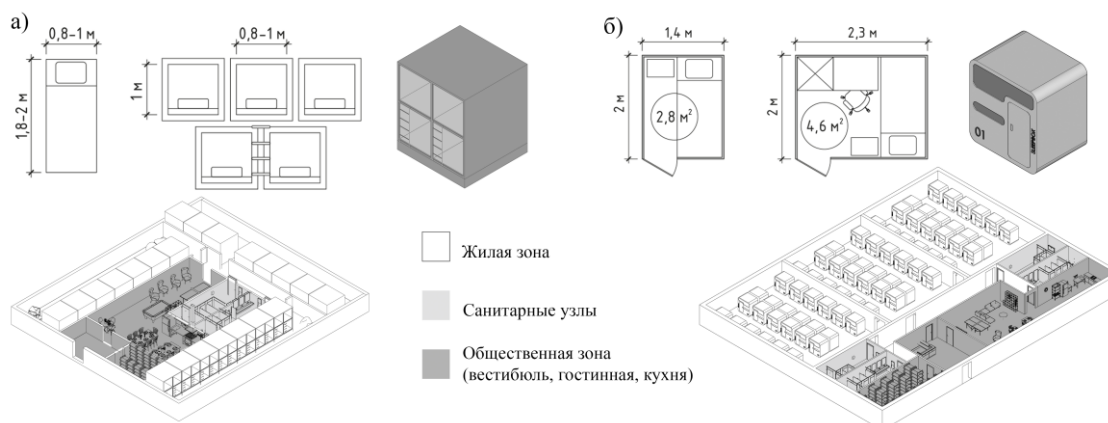 а)
0,8–1 м
1,8–2 м
0,8–1 м
1 м
б)
1,4 м
2 м
2,8 м²
2,3 м
2 м
4,6 м²
01
Жилая зона
Санитарные узлы
Общественная зона
(вестибюль, гостинная, кухня)